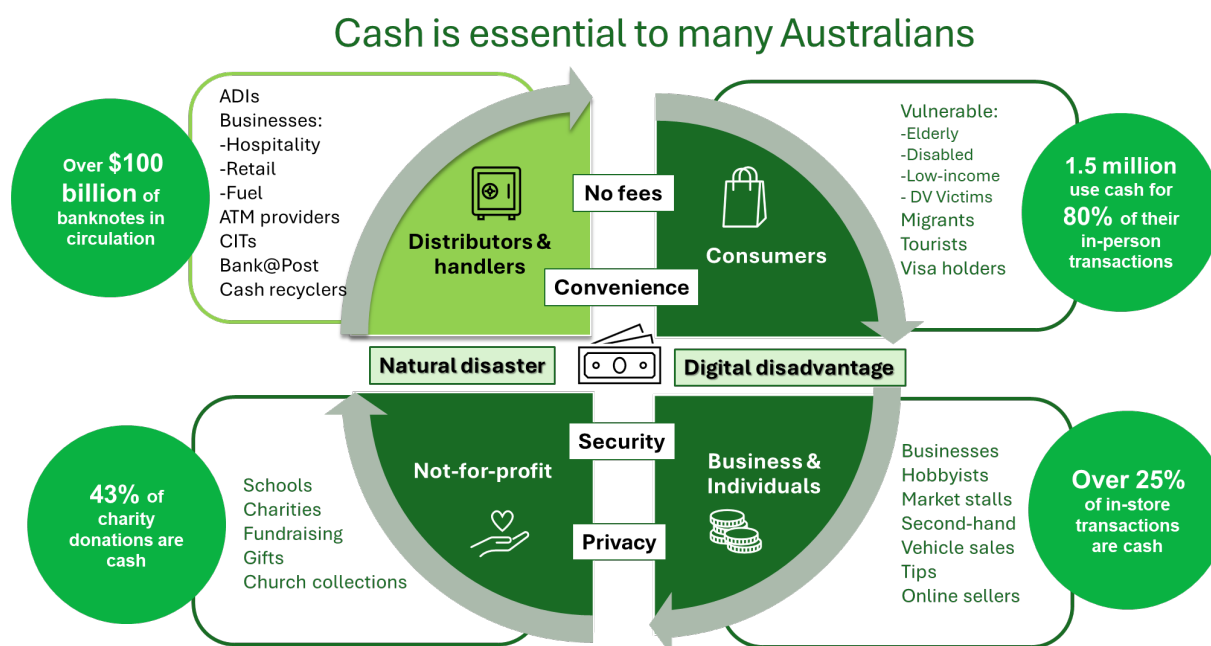 Cash is essential to many Australians
Over $100
billion of
banknotes in
circulation
ADIs
Businesses:
-Hospitality
-Retail
-Fuel
ATM providers
CITs
Bank@Post
Cash recyclers
Distributors &
handlers
No fees
Convenience
Consumers
Vulnerable:
-Elderly
-Disabled
-Low-income
- DV Victims
Migrants
Tourists
Visa holders
1.5 million
use cash for
80% of their
in-person
transactions
Natural disaster
Digital disadvantage
43% of
charity
donations are
cash
Schools
Charities
Fundraising
Gifts
Church collections
Not-for-profit
Security
Privacy
Business &
Individuals
Businesses
Hobbyists
Market stalls
Second-hand
Vehicle sales
Tips
Online sellers
Over 25%
of in-store
transactions
are cash